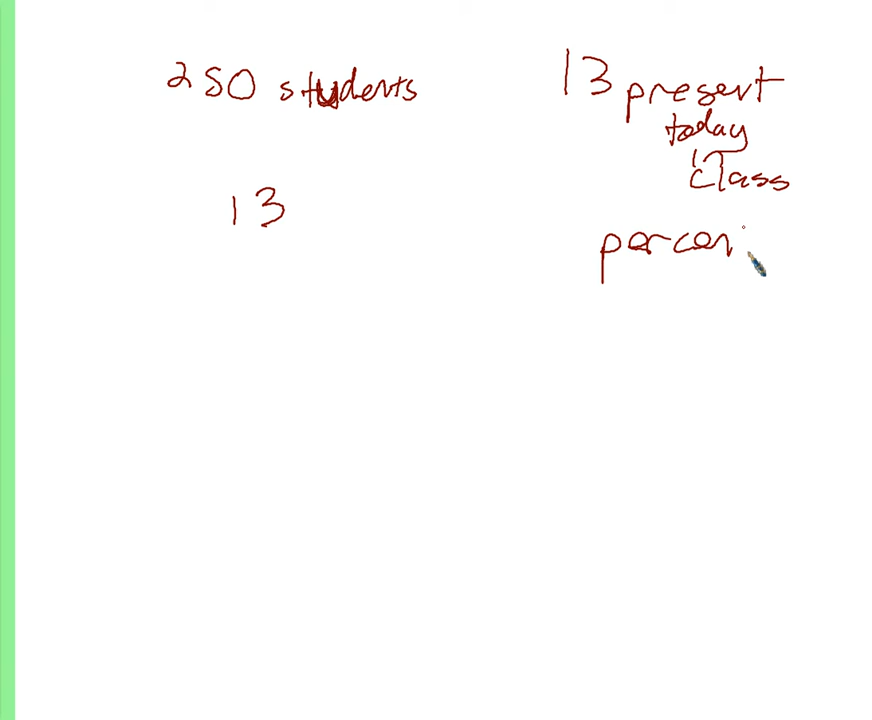 250 students
13 present
today
class
13
percen